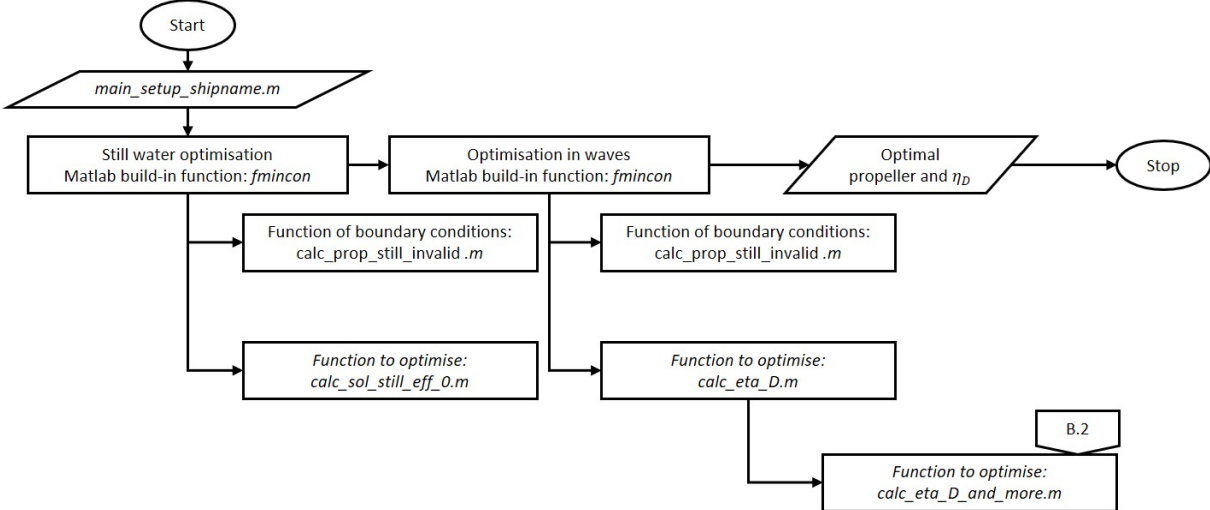 Start
main_setup_shipname.m
Still water optimisation
Matlab build-in function: fmincon
Optimisation in waves
Matlab build-in function: fmincon
Optimal
propeller and η_D
Stop
Function of boundary conditions:
calc_prop_still_invalid .m
Function of boundary conditions:
calc_prop_still_invalid .m
Function to optimise:
calc_sol_still_eff_0.m
Function to optimise:
calc_eta_D.m
B.2
Function to optimise:
calc_eta_D_and_more.m